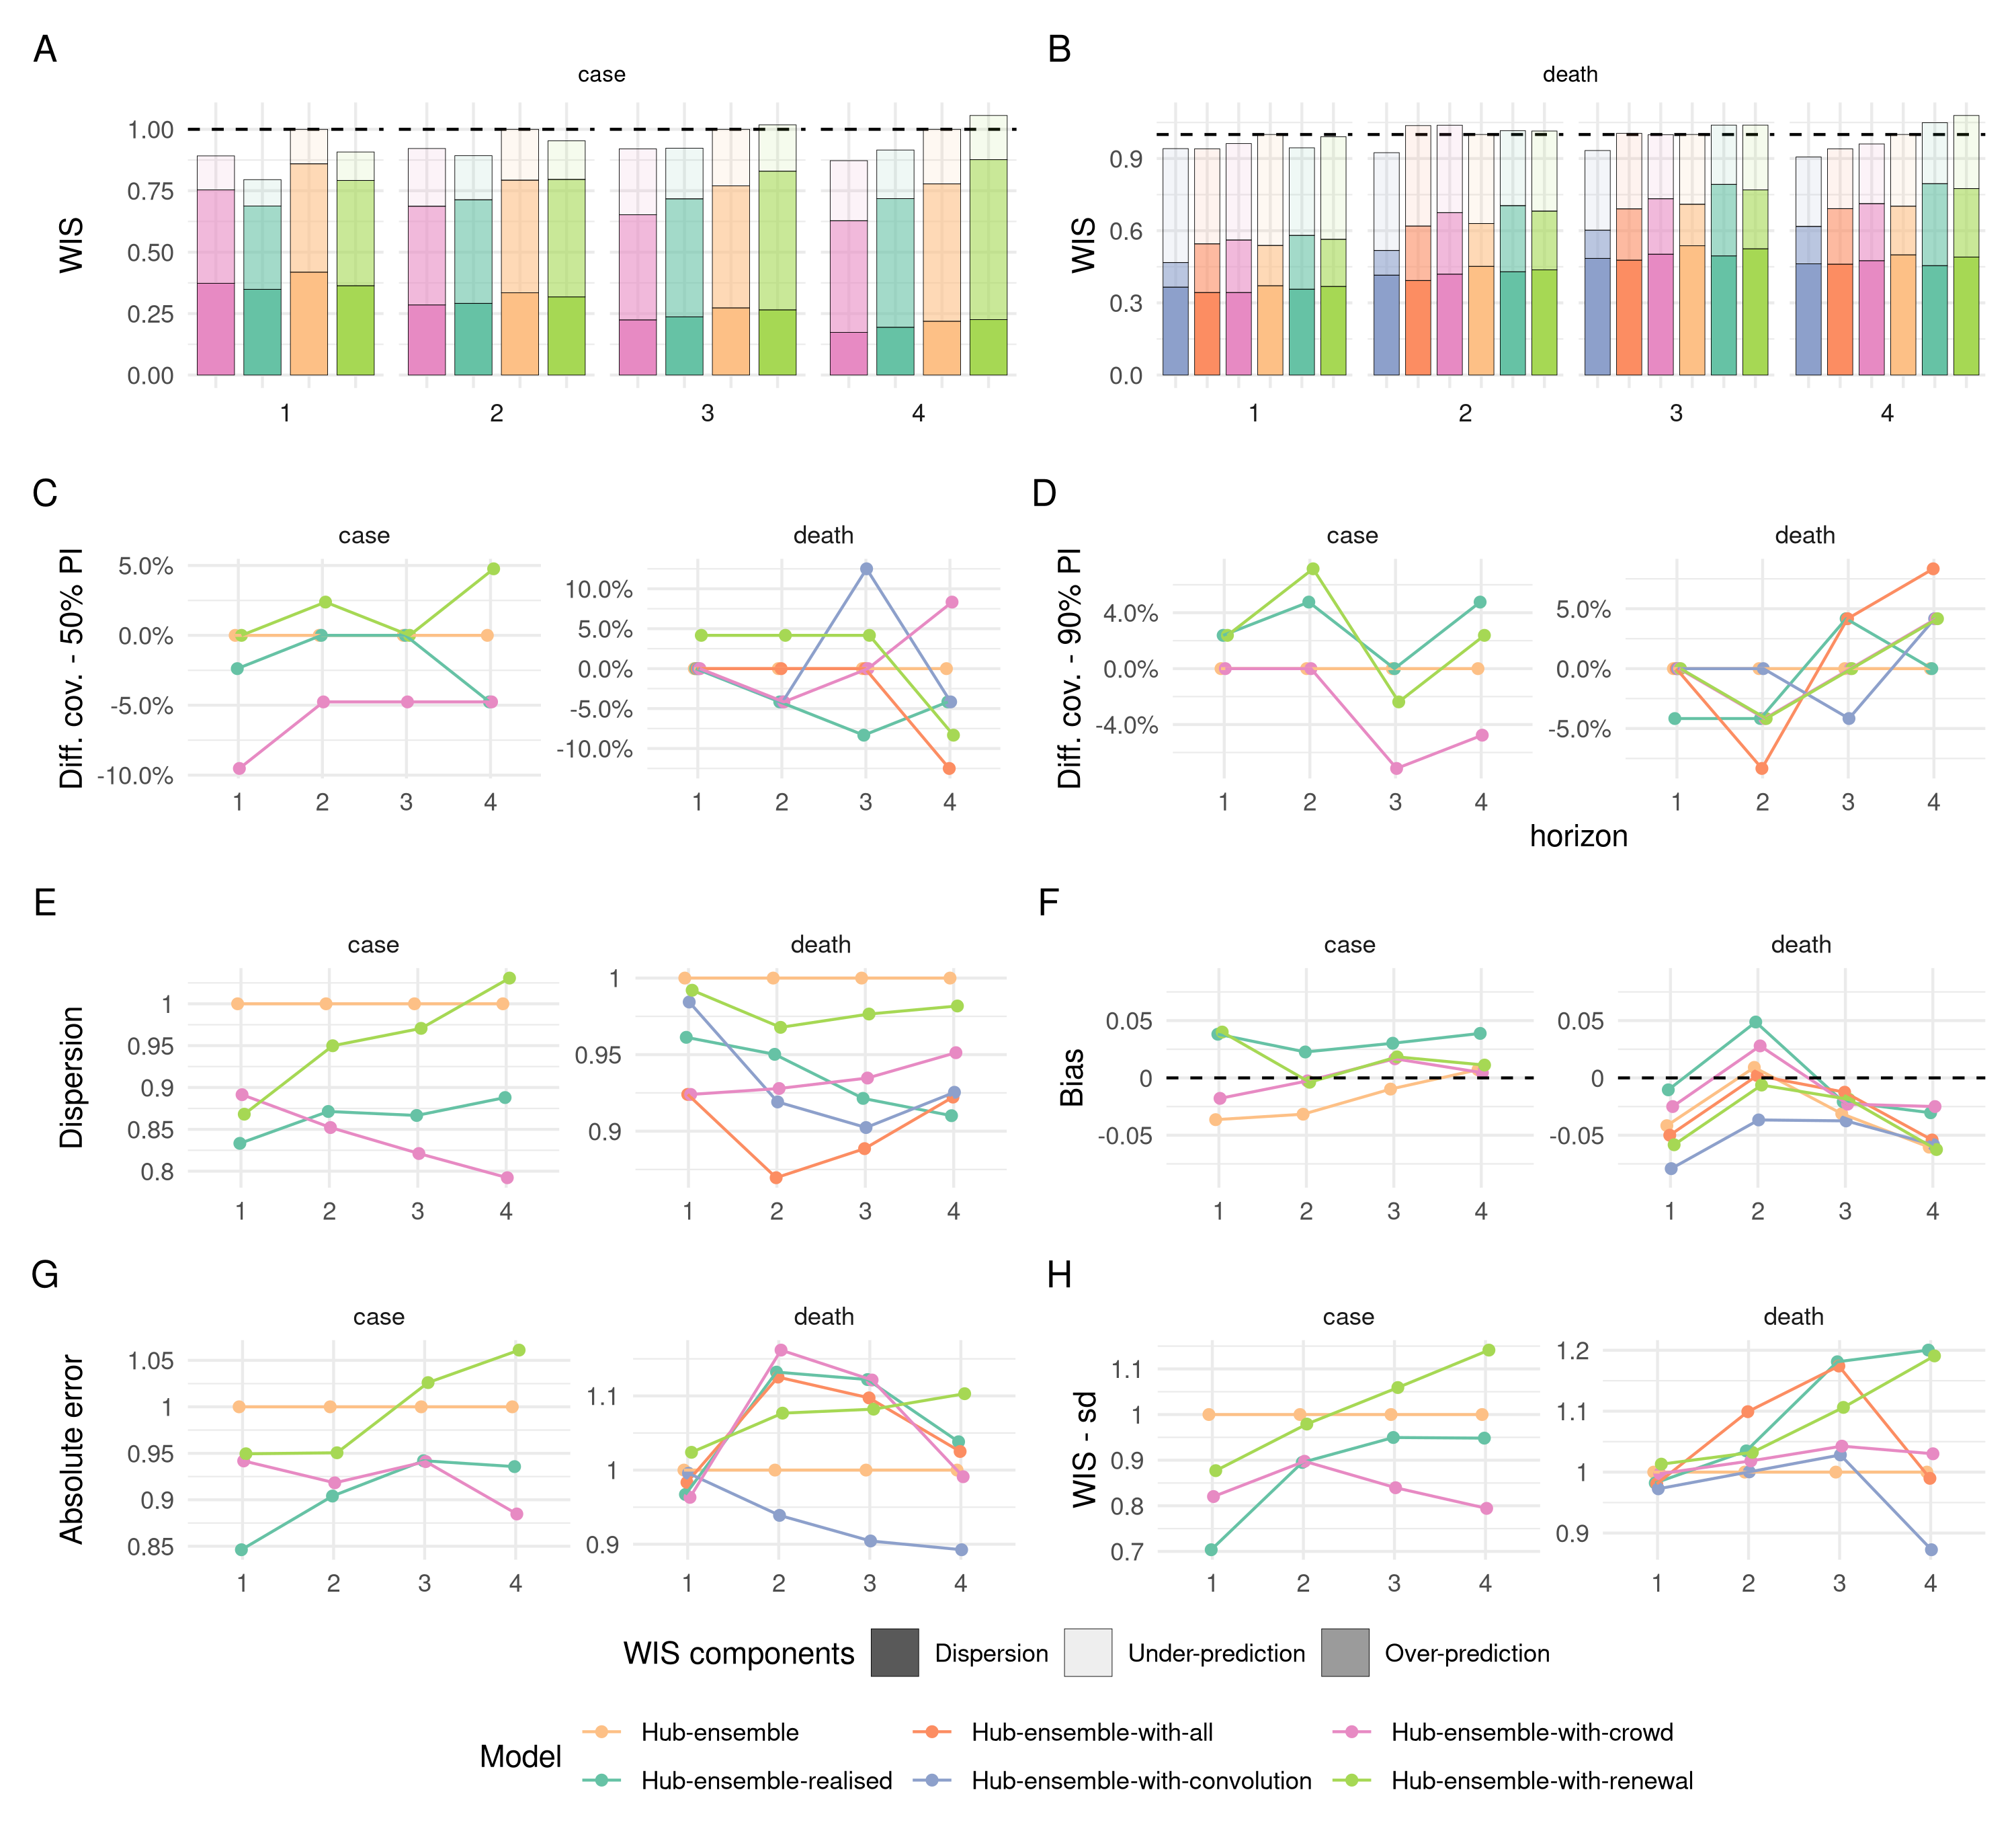 A
B
case
death
WIS
1.00
0.75
0.50
0.25
0.00
1 2 3 4
WIS
0.9
0.6
0.3
0.0
1 2 3 4
C
D
case
death
Diff. cov. - 50% PI
5.0%
0.0%
-5.0%
-10.0%
1 2 3 4
10.0%
5.0%
0.0%
-5.0%
-10.0%
1 2 3 4
case
death
Diff. cov. - 90% PI
4.0%
0.0%
-4.0%
1 2 3 4
5.0%
0.0%
-5.0%
1 2 3 4
horizon
E
F
case
death
Dispersion
1
0.95
0.9
0.85
0.8
1 2 3 4
1
0.95
0.9
1 2 3 4
case
death
Bias
0.05
0
-0.05
1 2 3 4
0.05
0
-0.05
1 2 3 4
G
H
case
death
Absolute error
1.05
1
0.95
0.9
0.85
1 2 3 4
1.1
1
0.9
1 2 3 4
case
death
WIS - sd
1.1
1
0.9
0.8
0.7
1 2 3 4
1.2
1.1
1
0.9
1 2 3 4
WIS components Dispersion Under-prediction Over-prediction
Model
Hub-ensemble Hub-ensemble-with-all Hub-ensemble-with-crowd
Hub-ensemble-realised Hub-ensemble-with-convolution Hub-ensemble-with-renewal